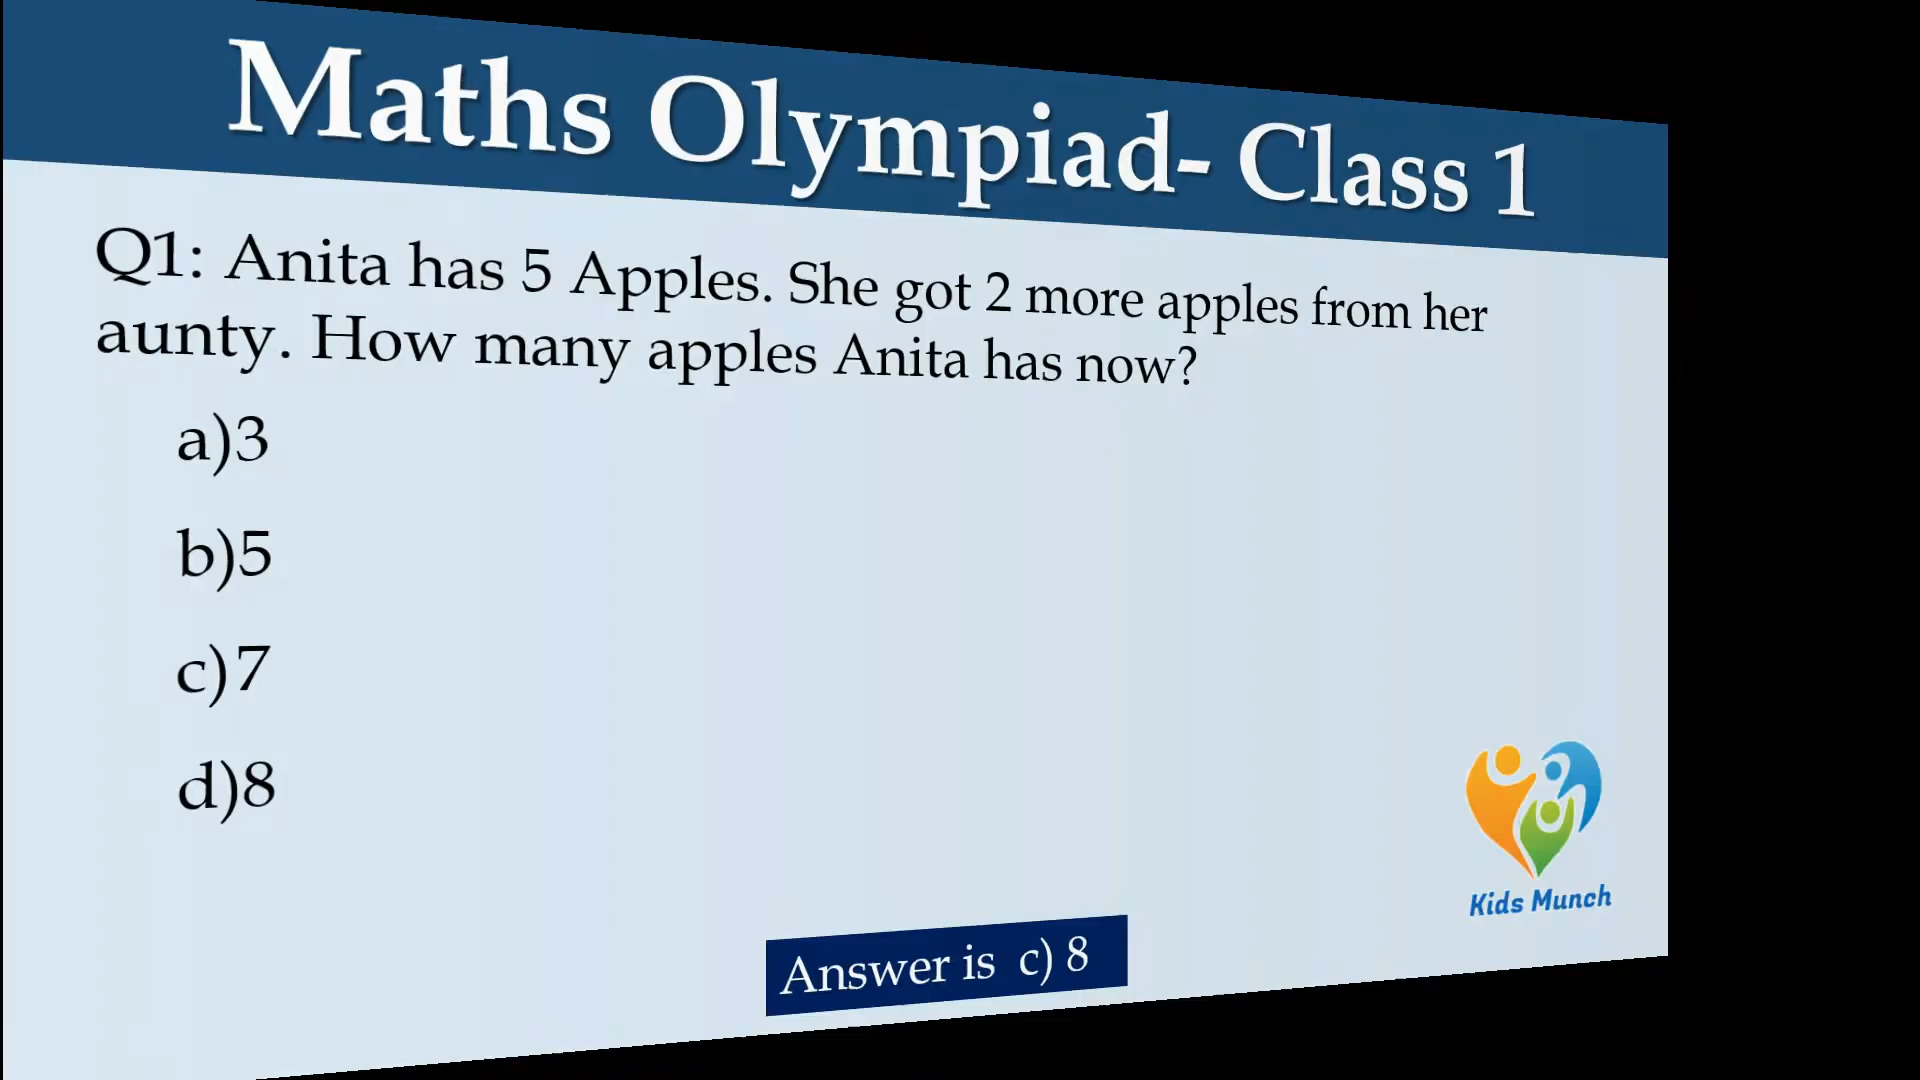 Maths Olympiad- Class 1
Q1: Anita has 5 Apples. She got 2 more apples from her
aunty. How many apples Anita has now?
a)3
b)5
c)7
d)8
Kids Munch
Answer is c) 8